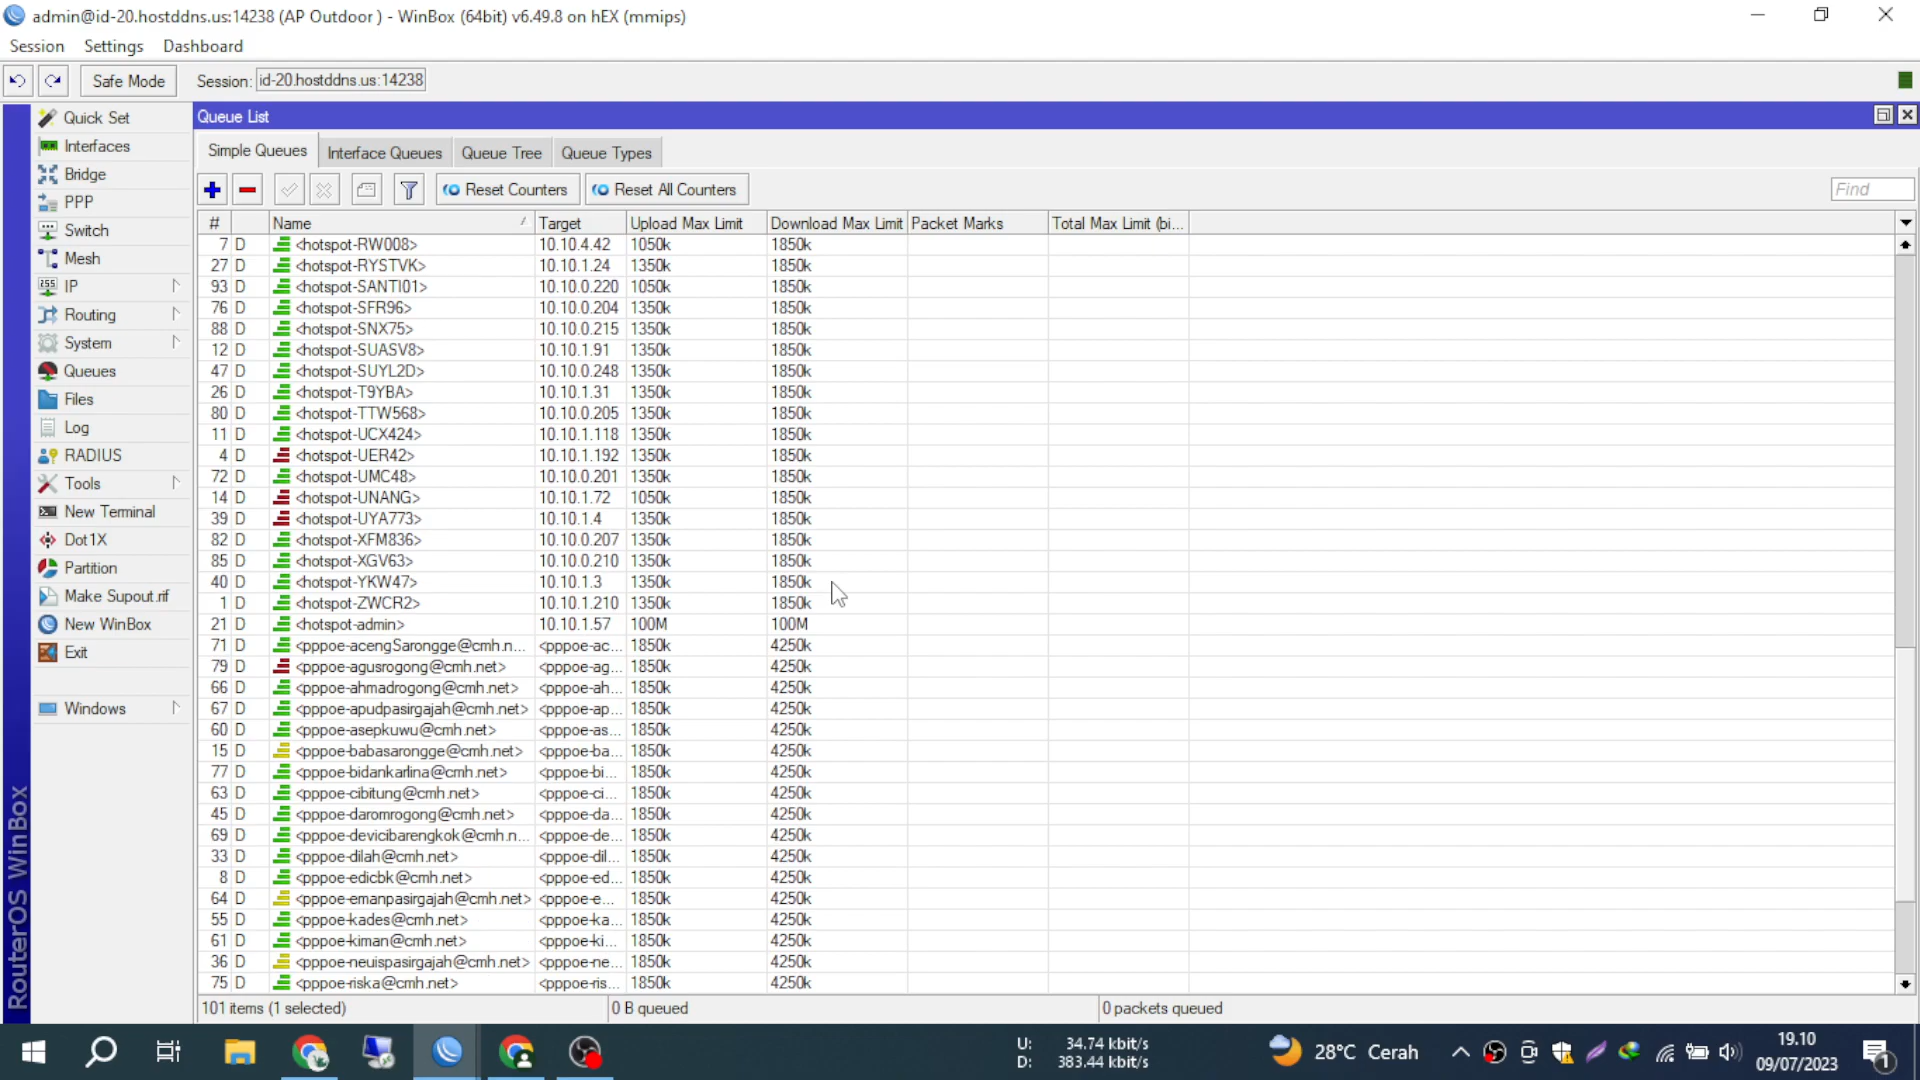 admin@id-20.hostddns.us:14238 (AP Outdoor ) - WinBox (64bit) v6.49.8 on hEX (mmips)
Session Settings Dashboard
Safe Mode Session: id-20.hostddns.us:14238
Quick Set
Interfaces
Bridge
PPP
Switch
Mesh
IP
Routing
System
Queues
Files
Log
RADIUS
Tools
New Terminal
Dot1X
Partition
Make Supout.rif
New WinBox
Exit
Windows
RouterOS WinBox
Queue List
Simple Queues Interface Queues Queue Tree Queue Types
Reset Counters Reset All Counters Find
# Name Target Upload Max Limit Download Max Limit Packet Marks Total Max Limit (bi...
7 D <hotspot-RW008> 10.10.4.42 1050k 1850k
27 D <hotspot-RYSTVK> 10.10.1.24 1350k 1850k
93 D <hotspot-SANTI01> 10.10.0.220 1050k 1850k
76 D <hotspot-SFR96> 10.10.0.204 1350k 1850k
88 D <hotspot-SNX75> 10.10.0.215 1350k 1850k
12 D <hotspot-SUASV8> 10.10.1.91 1350k 1850k
47 D <hotspot-SUYL2D> 10.10.0.248 1350k 1850k
26 D <hotspot-T9YBA> 10.10.1.31 1350k 1850k
80 D <hotspot-TTW568> 10.10.0.205 1350k 1850k
11 D <hotspot-UCX424> 10.10.1.118 1350k 1850k
4 D <hotspot-UER42> 10.10.1.192 1350k 1850k
72 D <hotspot-UMC48> 10.10.0.201 1350k 1850k
14 D <hotspot-UNANG> 10.10.1.72 1050k 1850k
39 D <hotspot-UYA773> 10.10.1.4 1350k 1850k
82 D <hotspot-XFM836> 10.10.0.207 1350k 1850k
85 D <hotspot-XGV63> 10.10.0.210 1350k 1850k
40 D <hotspot-YKW47> 10.10.1.3 1350k 1850k
1 D <hotspot-ZWCR2> 10.10.1.210 1350k 1850k
21 D <hotspot-admin> 10.10.1.57 100M 100M
71 D <pppoe-acengSarongge@cmh.n... <pppoe-ac... 1850k 4250k
79 D <pppoe-agusrogong@cmh.net> <pppoe-ag... 1850k 4250k
66 D <pppoe-ahmadrogong@cmh.net> <pppoe-ah... 1850k 4250k
67 D <pppoe-apudpasirgajah@cmh.net> <pppoe-ap... 1850k 4250k
60 D <pppoe-asepkuwu@cmh.net> <pppoe-as... 1850k 4250k
15 D <pppoe-babasarongge@cmh.net> <pppoe-ba... 1850k 4250k
77 D <pppoe-bidankarlina@cmh.net> <pppoe-bi... 1850k 4250k
63 D <pppoe-cibitung@cmh.net> <pppoe-ci... 1850k 4250k
45 D <pppoe-daromrogong@cmh.net> <pppoe-da... 1850k 4250k
69 D <pppoe-devicibarengkok@cmh.n... <pppoe-de... 1850k 4250k
33 D <pppoe-dilah@cmh.net> <pppoe-dil... 1850k 4250k
8 D <pppoe-edicbk@cmh.net> <pppoe-ed... 1850k 4250k
64 D <pppoe-emanpasirgajah@cmh.net> <pppoe-e... 1850k 4250k
55 D <pppoe-kades@cmh.net> <pppoe-ka... 1850k 4250k
61 D <pppoe-kiman@cmh.net> <pppoe-ki... 1850k 4250k
36 D <pppoe-neuispasirgajah@cmh.net> <pppoe-ne... 1850k 4250k
75 D <pppoe-riska@cmh.net> <pppoe-ris... 1850k 4250k
101 items (1 selected) 0 B queued 0 packets queued
U: 34.74 kbit/s
D: 383.44 kbit/s
28°C Cerah
19.10
09/07/2023
1